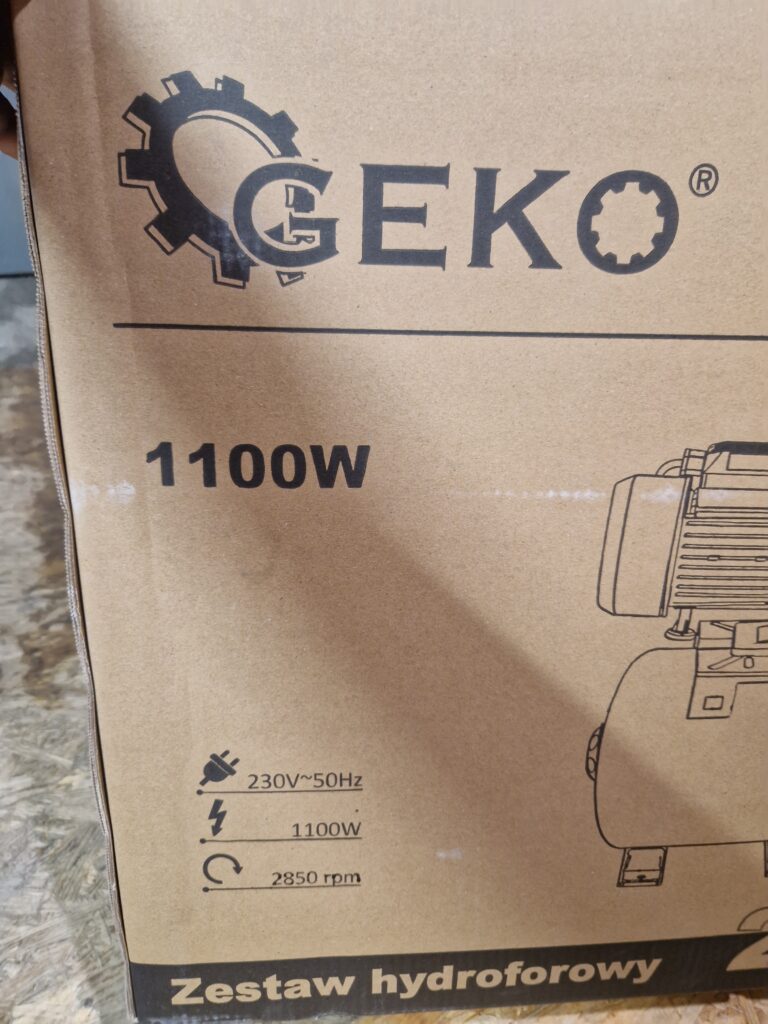 GEKO®
1100W
230V~50Hz
1100W
2850 rpm
Zestaw hydroforowy